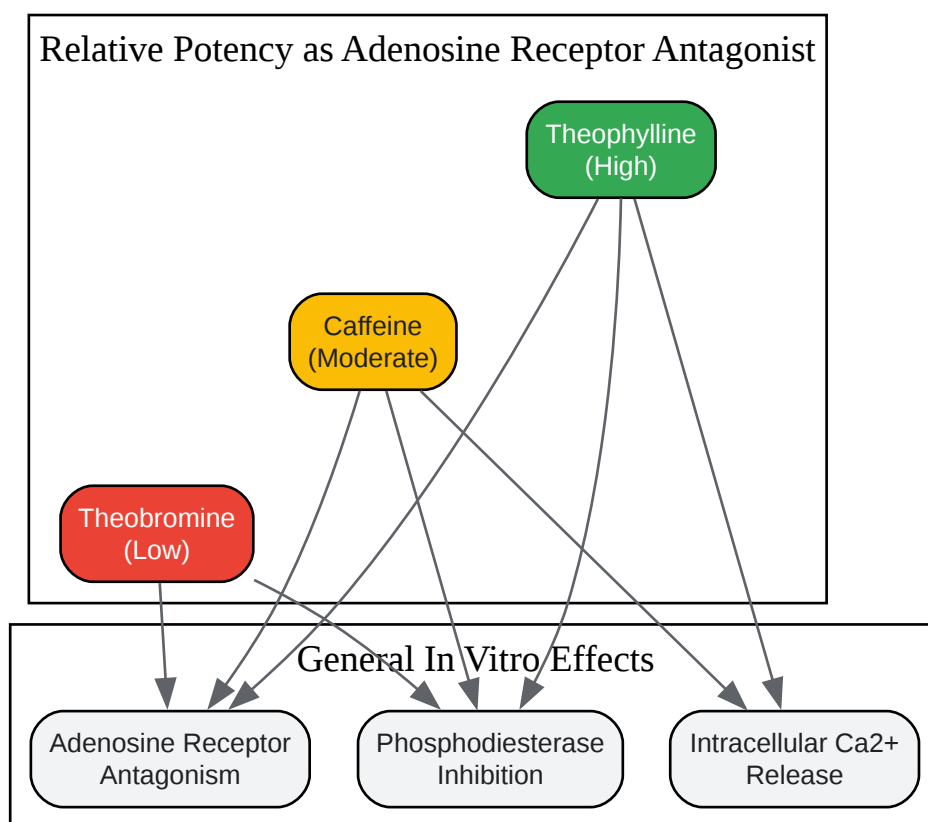 Relative Potency as Adenosine Receptor Antagonist
Theophylline
(High)
Caffeine
(Moderate)
Theobromine
(Low)
General In Vitro Effects
Adenosine Receptor
Antagonism
Phosphodiesterase
Inhibition
Intracellular Ca2+
Release